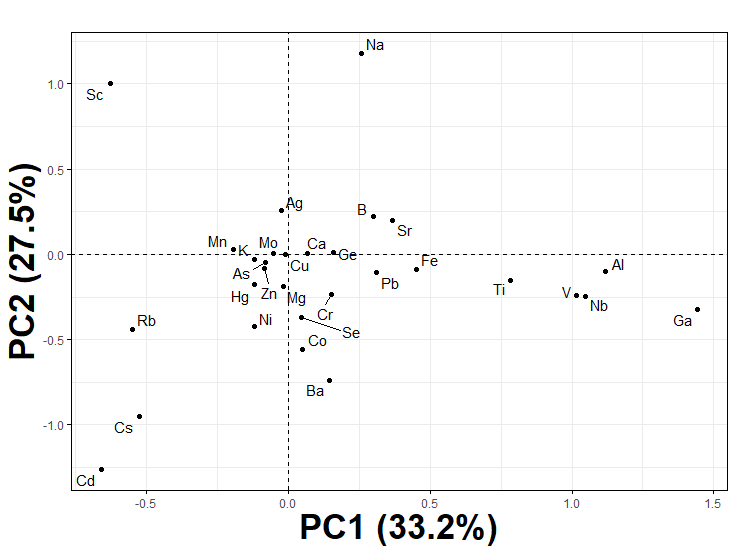 Na
1.0
Sc
0.5
Ag
B
Sr
Mn
K
Mo
Ca
Ge
0.0
Cu
Fe
Al
As
Zn
Pb
Ti
V
Nb
Hg
Mg
Cr
Ga
Rb
Ni
Se
-0.5
Co
Ba
-1.0
Cs
Cd
-0.5
0.0
0.5
1.0
1.5
PC1 (33.2%)
PC2 (27.5%)